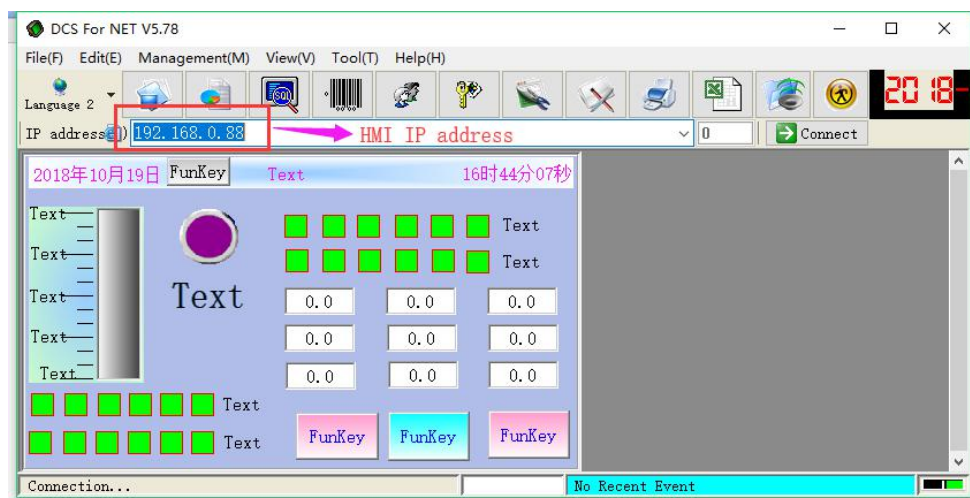 DCS For NET V5.78
File(F) Edit(E) Management(M) View(V) Tool(T) Help(H)
Language 2 SQL 2018-
IP address 192.168.0.88 HMI IP address 0 Connect
2018年10月19日 FunKey Text 16时44分07秒
Text
Text
Text
Text
Text
Text
Text
Text
0.0 0.0 0.0
0.0 0.0 0.0
0.0 0.0 0.0
Text
Text
FunKey FunKey FunKey
Connection... No Recent Event